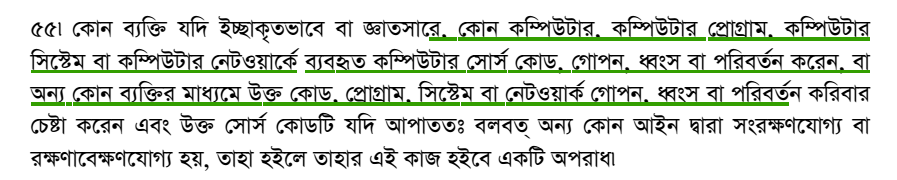 ৫৫৷ কোন ব্যক্তি যদি ইচ্ছাকৃতভাবে বা জ্ঞাতসারে, কোন কম্পিউটার, কম্পিউটার প্রোগ্রাম, কম্পিউটার
সিস্টেম বা কম্পিউটার নেটওয়ার্কে ব্যবহৃত কম্পিউটার সোর্স কোড, গোপন, ধ্বংস বা পরিবর্তন করেন, বা
অন্য কোন ব্যক্তির মাধ্যমে উক্ত কোড, প্রোগ্রাম, সিস্টেম বা নেটওয়ার্ক গোপন, ধ্বংস বা পরিবর্তন করিবার
চেষ্টা করেন এবং উক্ত সোর্স কোডটি যদি আপাততঃ বলবত্ অন্য কোন আইন দ্বারা সংরক্ষণযোগ্য বা
রক্ষণাবেক্ষণযোগ্য হয়, তাহা হইলে তাহার এই কাজ হইবে একটি অপরাধ৷